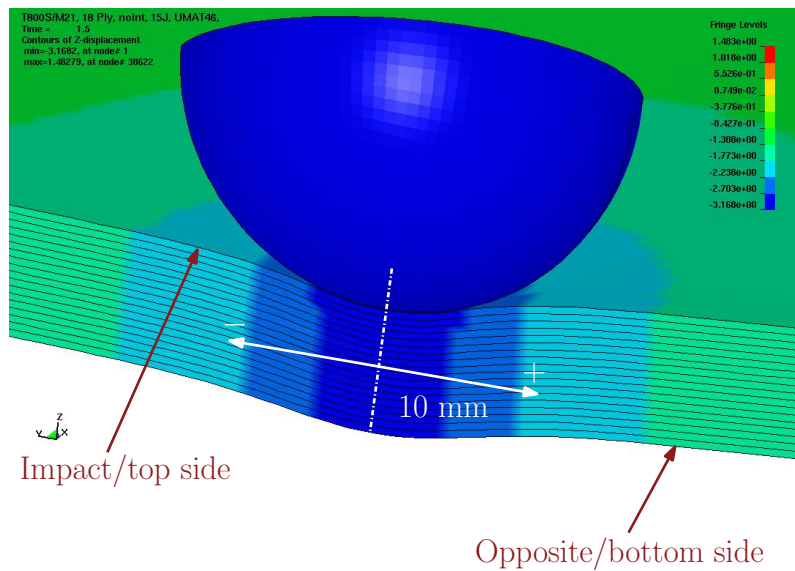 T800S/M21, 18 Ply, noint, 15J, UMAT46,
Time = 1.5
Contours of Z-displacement
min=-3.1682, at node# 1
max=1.48279, at node# 38622
Fringe Levels
1.483e+00
1.018e+00
5.526e-01
8.749e-02
-3.776e-01
-8.427e-01
-1.308e+00
-1.773e+00
-2.238e+00
-2.703e+00
-3.168e+00
−
+
10 mm
Z
Y X
Impact/top side
Opposite/bottom side